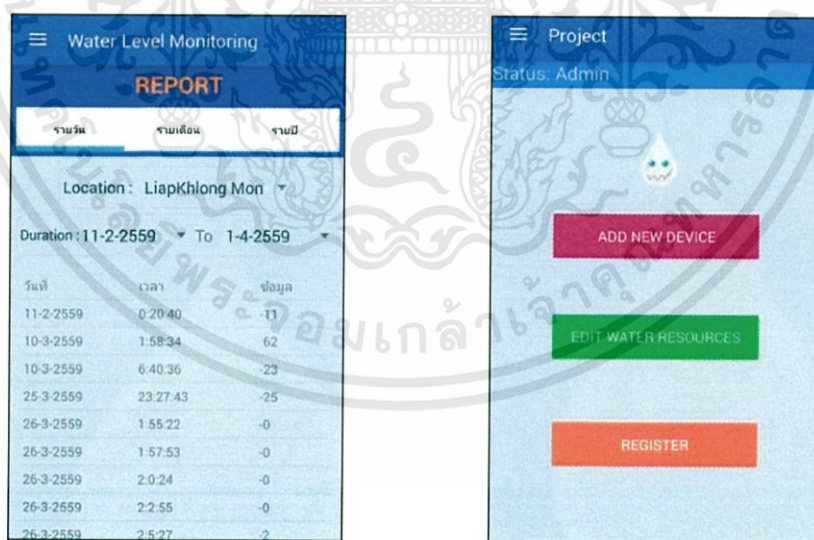 Water Level Monitoring
REPORT
รายวัน รายเดือน รายปี
Location : LiapKhlong Mon
Duration : 11-2-2559 To 1-4-2559
วันที่ เวลา ข้อมูล
11-2-2559 0:20:40 -11
10-3-2559 1:58:34 62
10-3-2559 6:40:36 -23
25-3-2559 23:27:43 -25
26-3-2559 1:55:22 -0
26-3-2559 1:57:53 -0
26-3-2559 2:0:24 -0
26-3-2559 2:2:55 -0
26-3-2559 2:5:27 -2
Project
Status: Admin
ADD NEW DEVICE
EDIT WATER RESOURCES
REGISTER